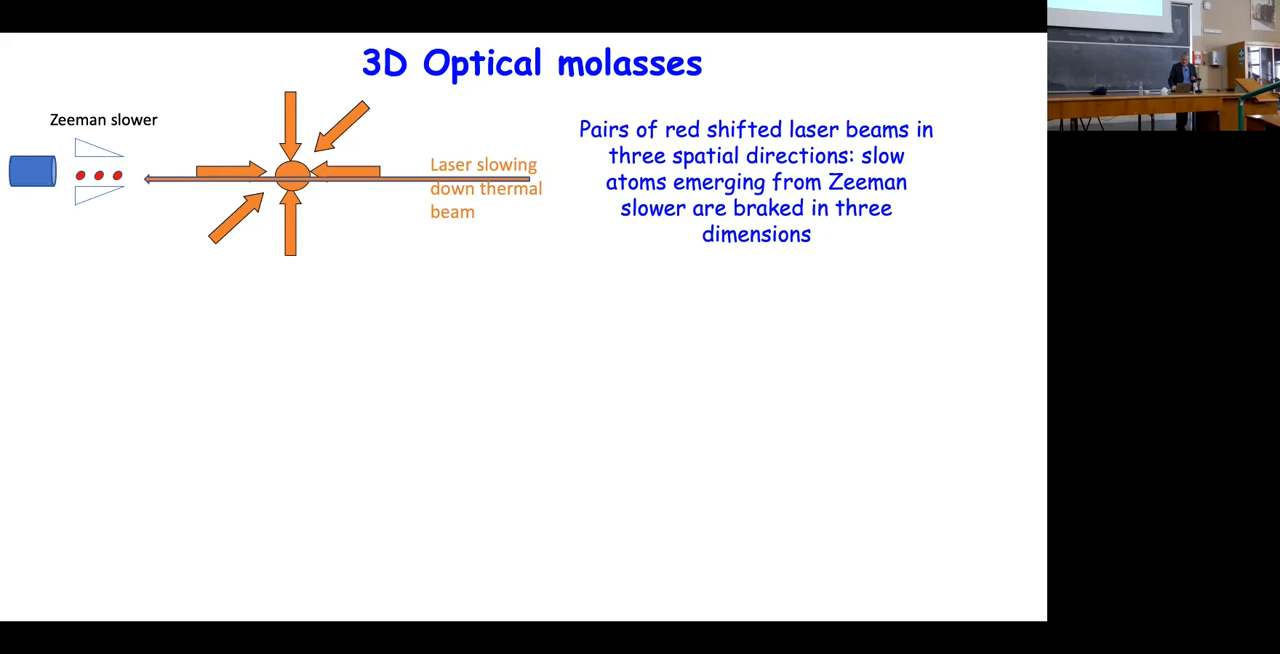 3D Optical molasses
Zeeman slower
Laser slowing
down thermal
beam
Pairs of red shifted laser beams in
three spatial directions: slow
atoms emerging from Zeeman
slower are braked in three
dimensions